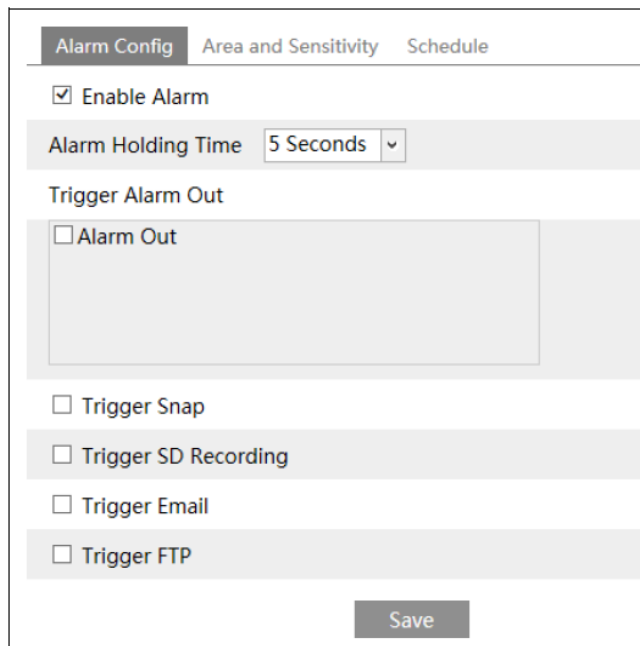 Alarm Config Area and Sensitivity Schedule
Enable Alarm
Alarm Holding Time 5 Seconds
Trigger Alarm Out
Alarm Out
Trigger Snap
Trigger SD Recording
Trigger Email
Trigger FTP
Save